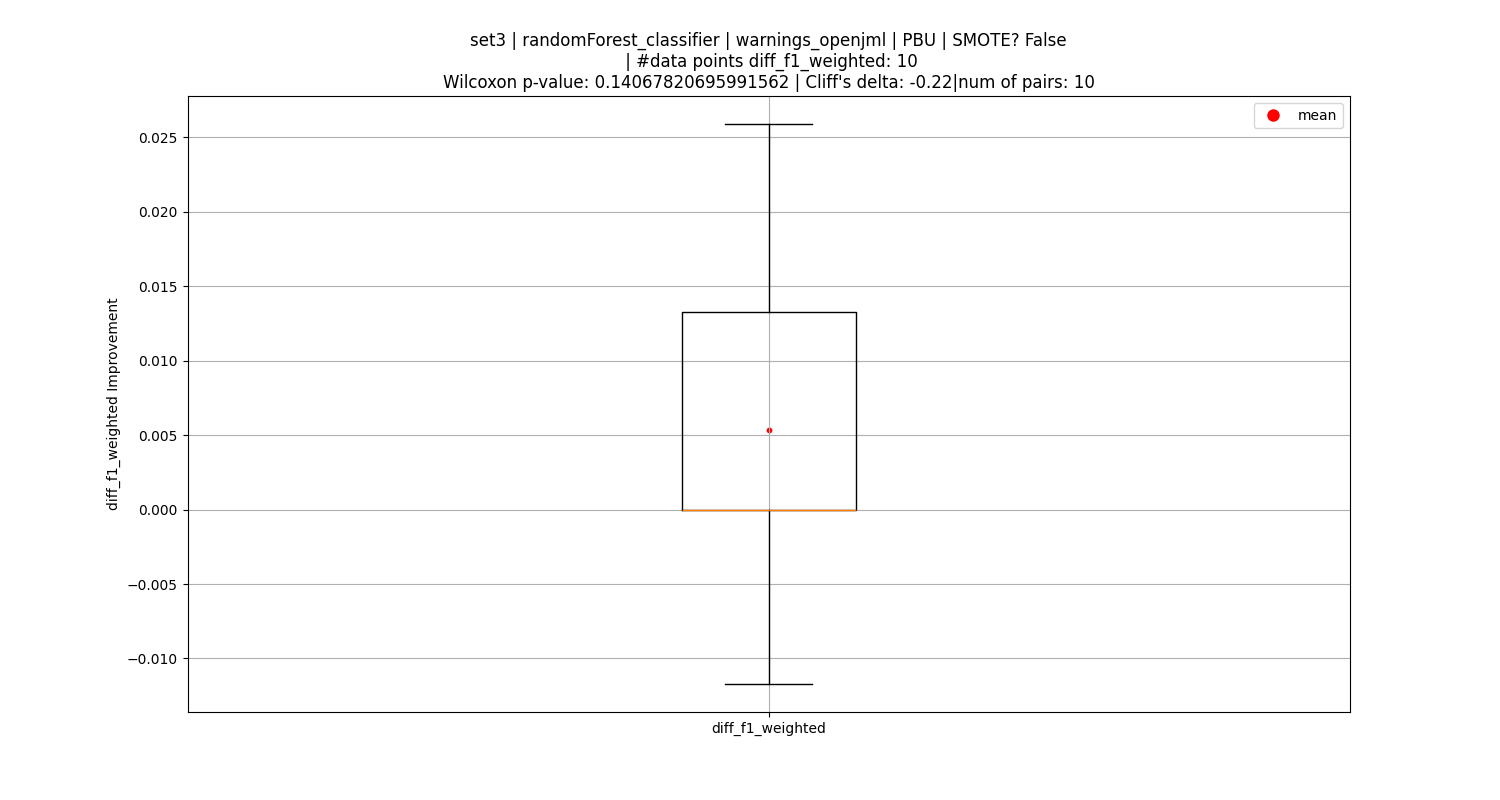 set3 | randomForest_classifier | warnings_openjml | PBU | SMOTE? False
| #data points diff_f1_weighted: 10
Wilcoxon p-value: 0.14067820695991562 | Cliff's delta: -0.22|num of pairs: 10
mean
0.025
0.020
0.015
0.010
0.005
0.000
−0.005
−0.010
diff_f1_weighted Improvement
diff_f1_weighted